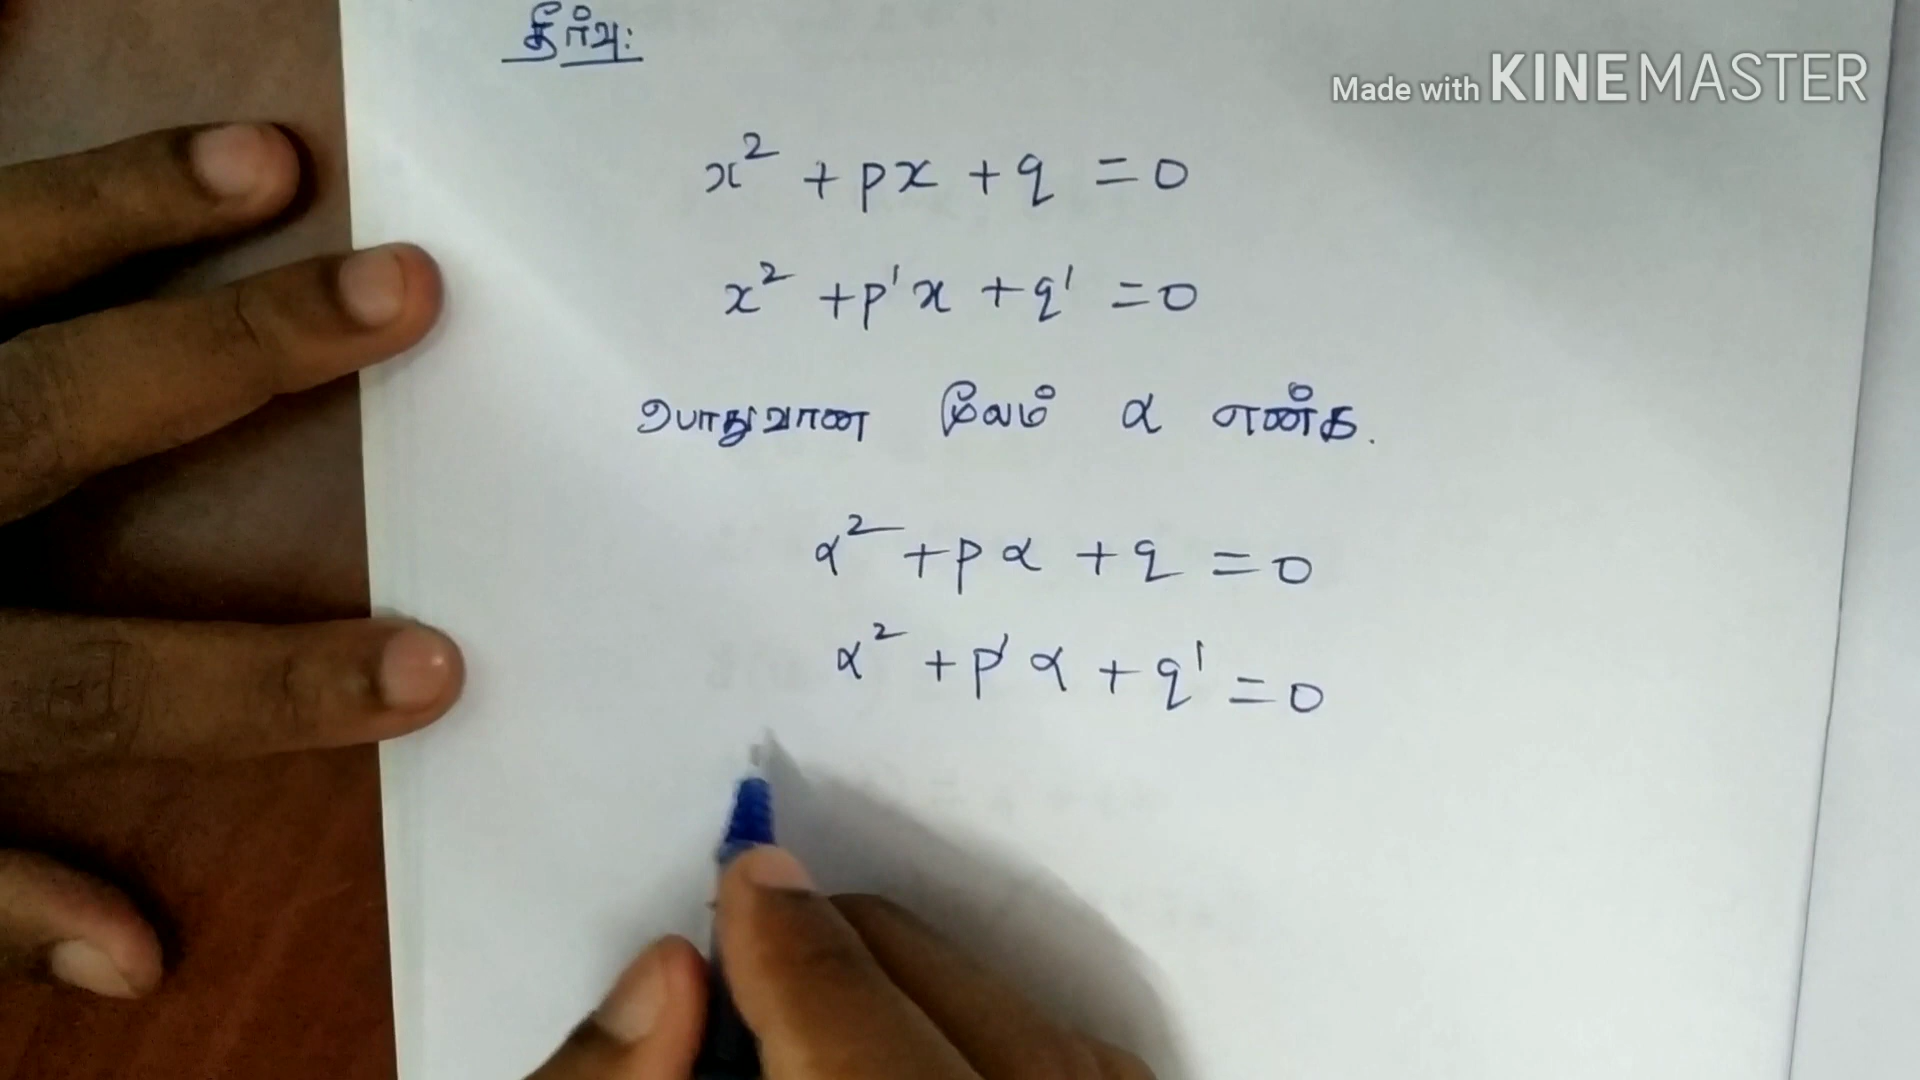 தீர்வு:
Made with KINEMASTER
x² + px + q = 0
x² + p'x + q' = 0
பொதுவான மூலம் α என்க.
α² + pα + q = 0
α² + p'α + q' = 0